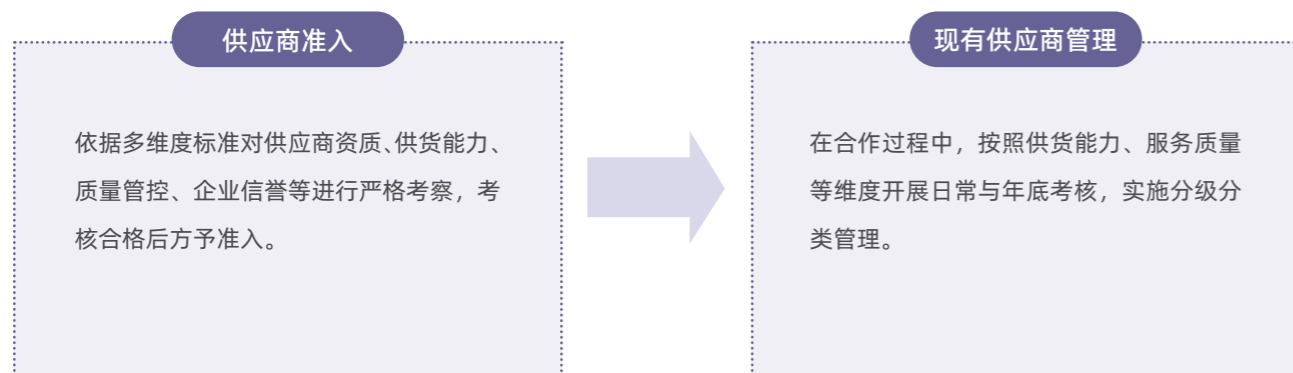 供应商准入
依据多维度标准对供应商资质、供货能力、
质量管控、企业信誉等进行严格考察，考
核合格后方予准入。
现有供应商管理
在合作过程中，按照供货能力、服务质量
等维度开展日常与年底考核，实施分级分
类管理。